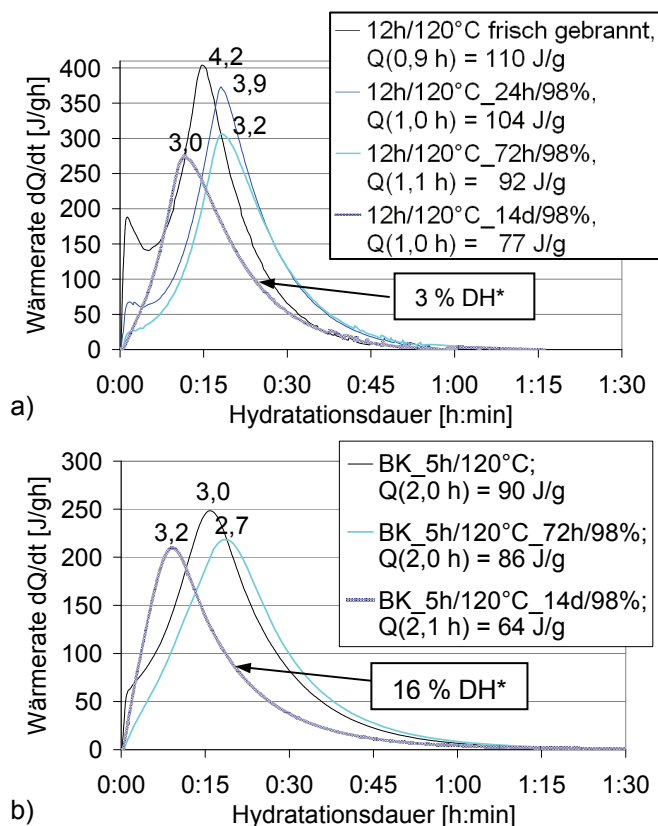 12h/120°C frisch gebrannt,
Q(0,9 h) = 110 J/g
12h/120°C_24h/98%,
Q(1,0 h) = 104 J/g
12h/120°C_72h/98%,
Q(1,1 h) = 92 J/g
12h/120°C_14d/98%,
Q(1,0 h) = 77 J/g
4,2
3,9
3,2
3,0
3 % DH*
Wärmerate dQ/dt [J/gh]
400
350
300
250
200
150
100
50
0
0:00 0:15 0:30 0:45 1:00 1:15 1:30
Hydratationsdauer [h:min]
a)
BK_5h/120°C;
Q(2,0 h) = 90 J/g
BK_5h/120°C_72h/98%;
Q(2,0 h) = 86 J/g
BK_5h/120°C_14d/98%;
Q(2,1 h) = 64 J/g
3,0
3,2
2,7
16 % DH*
Wärmerate dQ/dt [J/gh]
300
250
200
150
100
50
0
0:00 0:15 0:30 0:45 1:00 1:15 1:30
Hydratationsdauer [h:min]
b)